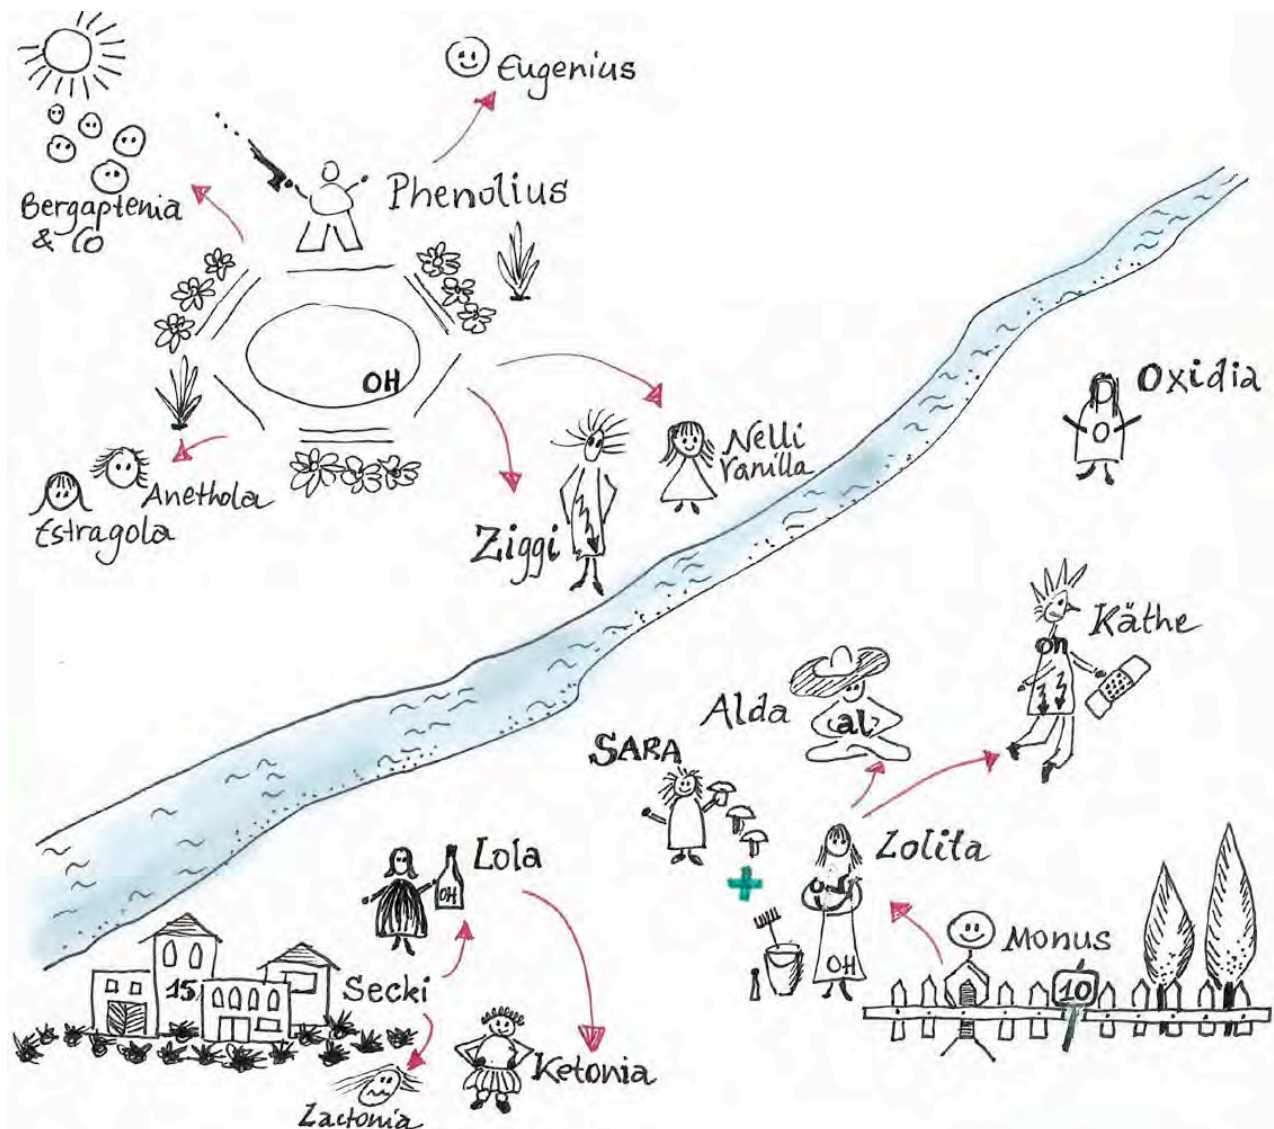 Eugenius
Phenolius
Bergaptenia
& Co
OH
Oxidia
Anethola
Estragola
Nelli
Vanilla
Ziggi
Käthe
OH
Alda
al
SARA
Lola
OH
Lolita
OH
Monus
10
15
Secki
Ketonia
Lactonia